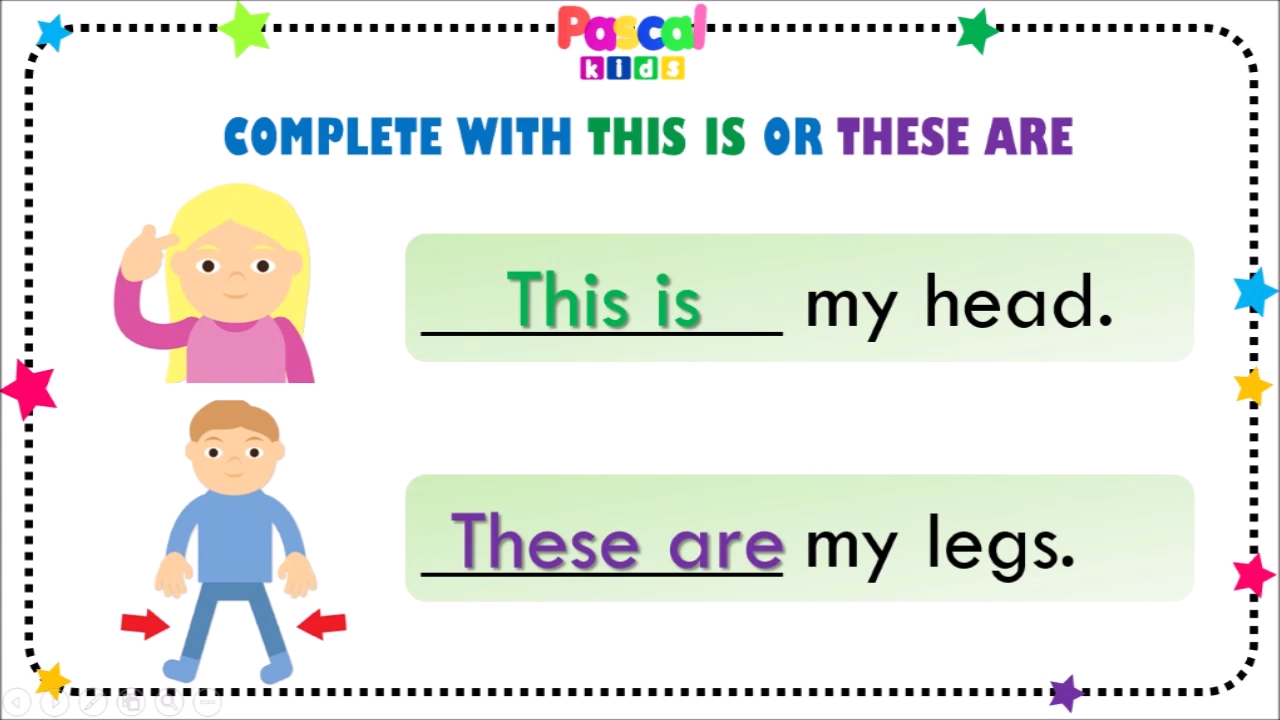 Pascal
kids
COMPLETE WITH THIS IS OR THESE ARE
This is my head.
These are my legs.